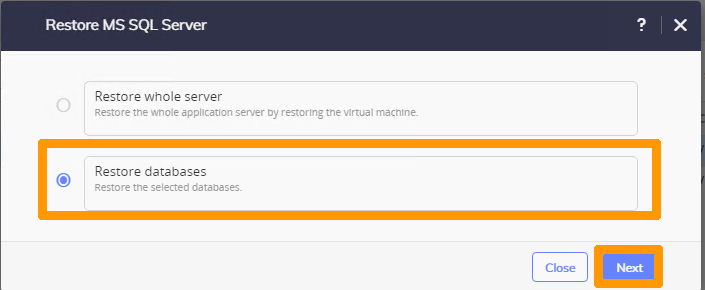 Restore MS SQL Server
?
Restore whole server
Restore the whole application server by restoring the virtual machine.
Restore databases
Restore the selected databases.
Close Next